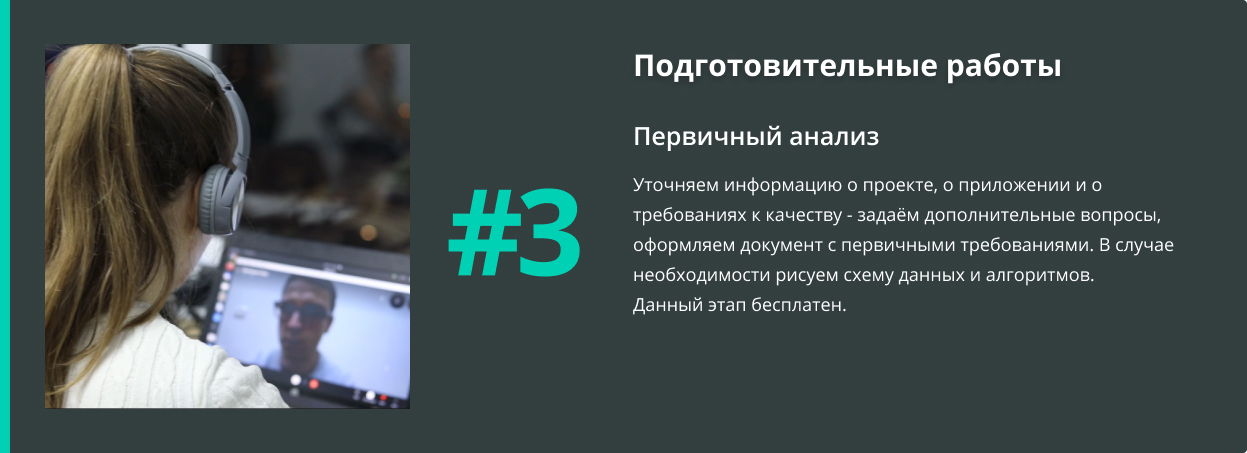 #3
Подготовительные работы
Первичный анализ
Уточняем информацию о проекте, о приложении и о
требованиях к качеству - задаём дополнительные вопросы,
оформляем документ с первичными требованиями. В случае
необходимости рисуем схему данных и алгоритмов.
Данный этап бесплатен.